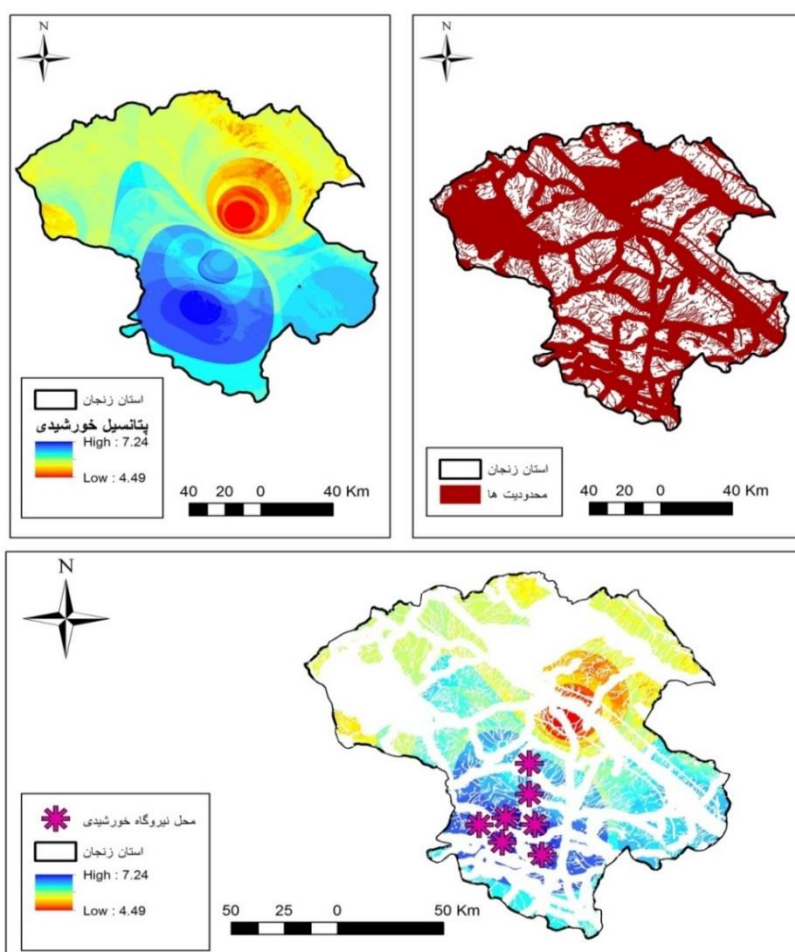 N
استان زنجان
پتانسیل خورشیدی
High : 7.24
Low : 4.49
40 20 0 40 Km
N
استان زنجان
محدودیت ها
40 20 0 40 Km
N
محل نیروگاه خورشیدی
استان زنجان
High : 7.24
Low : 4.49
50 25 0 50 Km